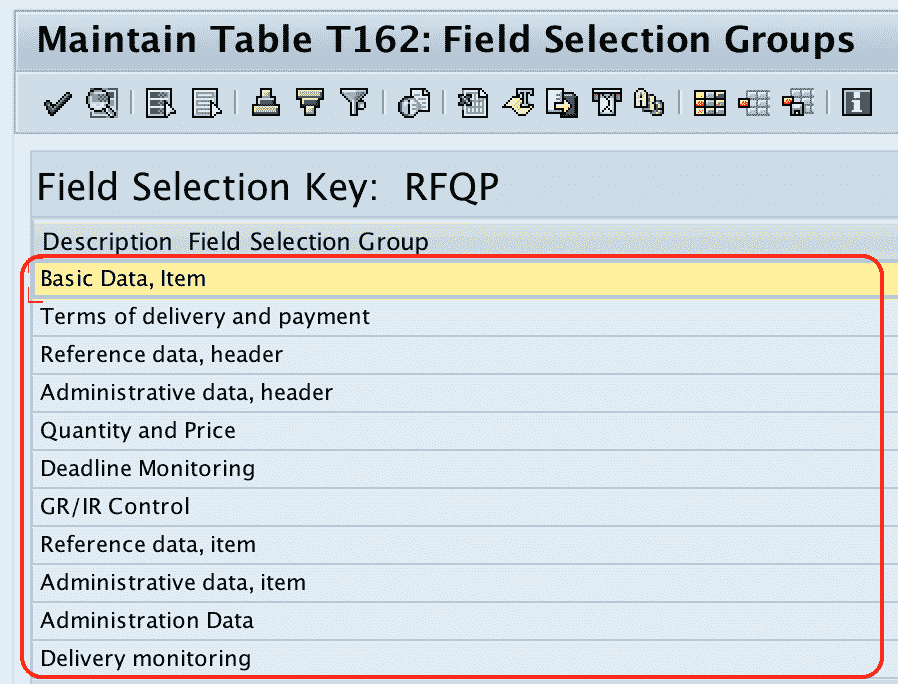 Maintain Table T162: Field Selection Groups
Field Selection Key: RFQP
Description Field Selection Group
Basic Data, Item
Terms of delivery and payment
Reference data, header
Administrative data, header
Quantity and Price
Deadline Monitoring
GR/IR Control
Reference data, item
Administrative data, item
Administration Data
Delivery monitoring